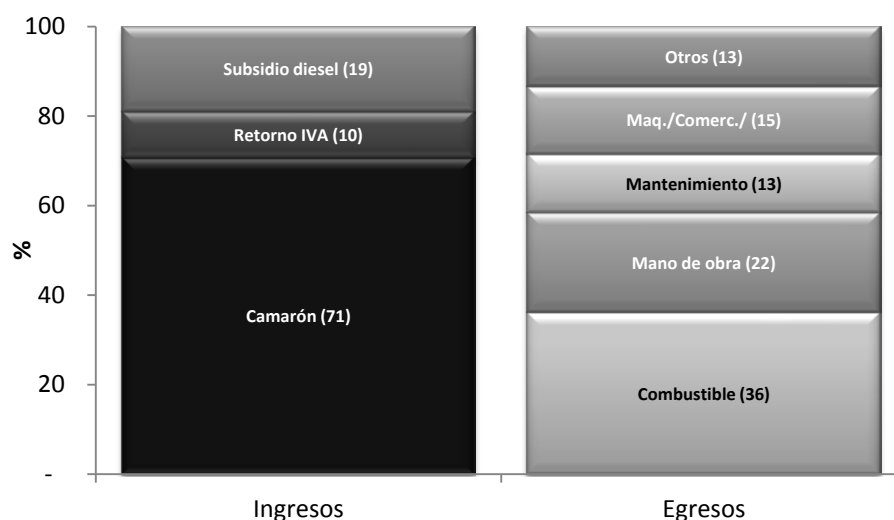 100
80
60
40
20
-
%
Subsidio diesel (19)
Retorno IVA (10)
Camarón (71)
Otros (13)
Maq./Comerc./ (15)
Mantenimiento (13)
Mano de obra (22)
Combustible (36)
Ingresos
Egresos